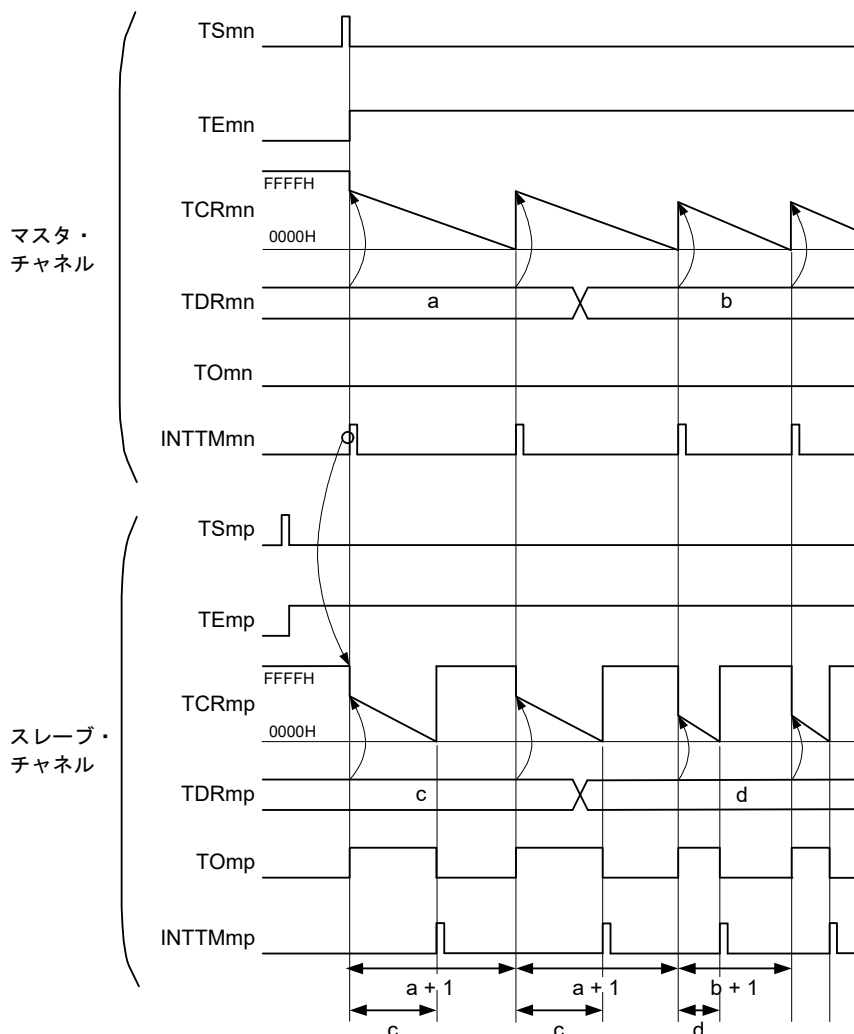 マスタ・
チャネル
TSmn
TEmn
FFFFH
TCRmn
0000H
TDRmn
a
b
TOmn
INTTMmn
スレーブ・
チャネル
TSmp
TEmp
FFFFH
TCRmp
0000H
TDRmp
c
d
TOmp
INTTMmp
a + 1
a + 1
b + 1
c
c
d